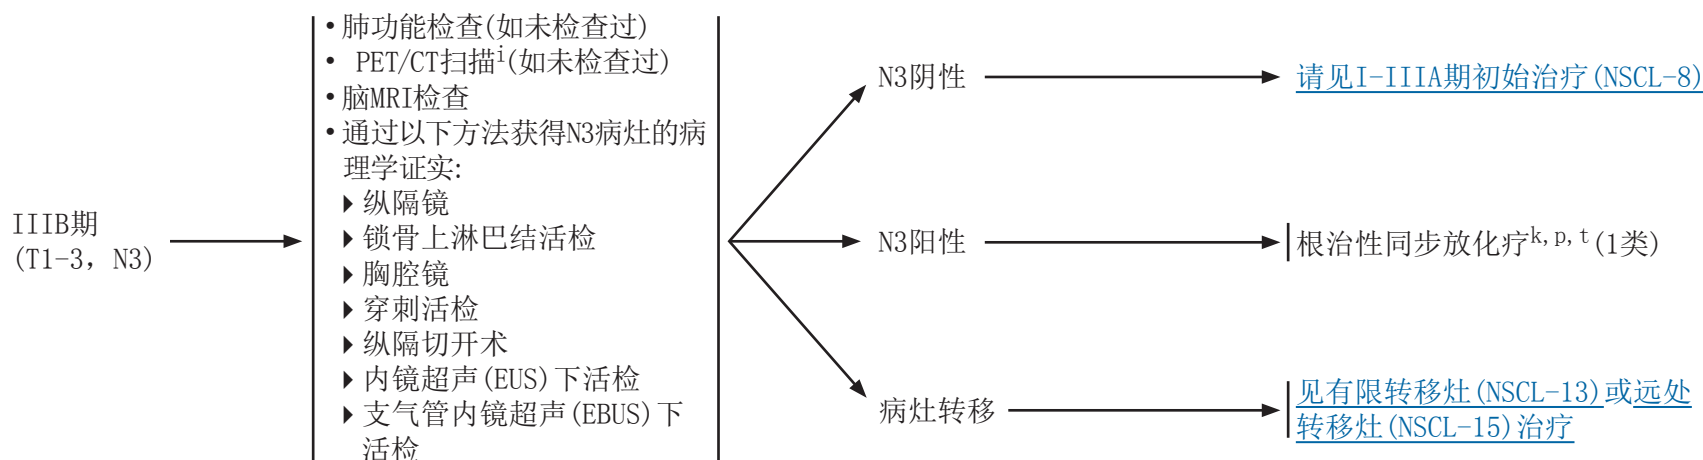 IIIB期
(T1-3, N3)
•肺功能检查(如未检查过)
• PET/CT扫描i(如未检查过)
•脑MRI检查
•通过以下方法获得N3病灶的病
理学证实:
▶纵隔镜
▶锁骨上淋巴结活检
▶胸腔镜
▶穿刺活检
▶纵隔切开术
▶内镜超声(EUS)下活检
▶支气管内镜超声(EBUS)下
活检
N3阴性
请见I-IIIA期初始治疗(NSCL-8)
N3阳性
根治性同步放化疗k,p,t(1类)
病灶转移
见有限转移灶(NSCL-13)或远处
转移灶(NSCL-15)治疗